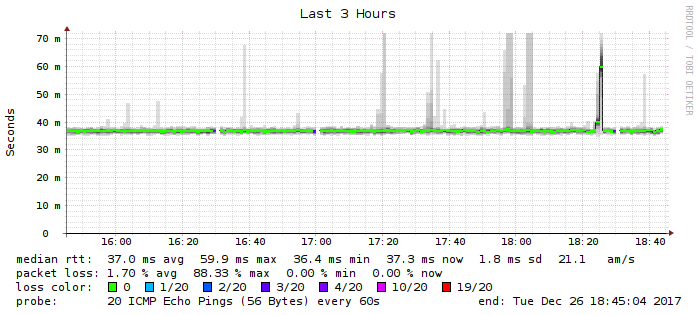 Last 3 Hours
RRDTOOL / TOBI OETIKER
Seconds
70 m
60 m
50 m
40 m
30 m
20 m
10 m
0
16:00 16:20 16:40 17:00 17:20 17:40 18:00 18:20 18:40
median rtt: 37.0 ms avg 59.9 ms max 36.4 ms min 37.3 ms now 1.8 ms sd 21.1 am/s
packet loss: 1.70 % avg 88.33 % max 0.00 % min 0.00 % now
loss color: 0 1/20 2/20 3/20 4/20 10/20 19/20
probe: 20 ICMP Echo Pings (56 Bytes) every 60s end: Tue Dec 26 18:45:04 2017